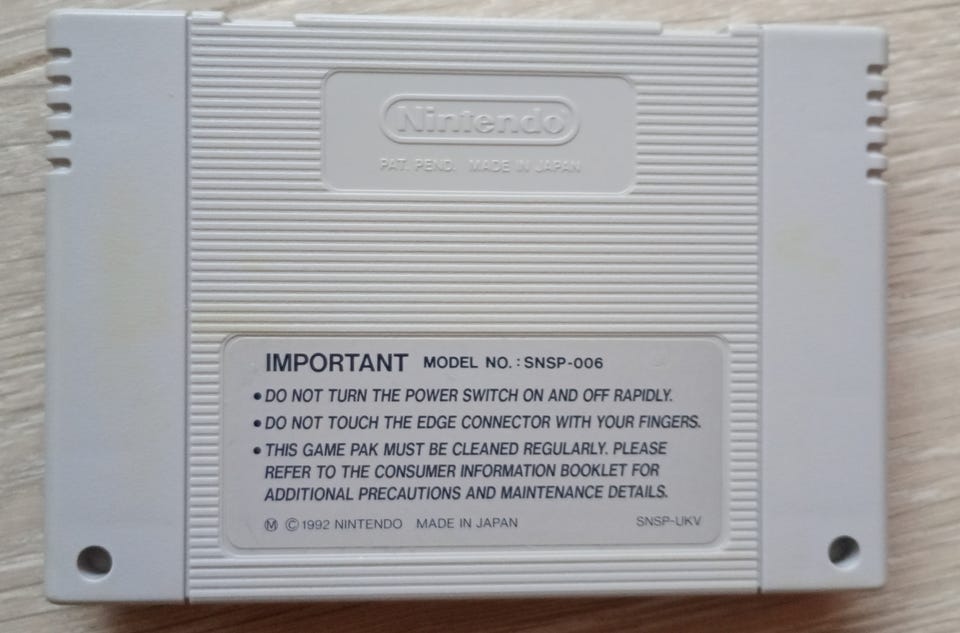 Nintendo
PAT. PEND. MADE IN JAPAN
IMPORTANT MODEL NO. : SNSP-006
• DO NOT TURN THE POWER SWITCH ON AND OFF RAPIDLY.
• DO NOT TOUCH THE EDGE CONNECTOR WITH YOUR FINGERS.
• THIS GAME PAK MUST BE CLEANED REGULARLY. PLEASE
REFER TO THE CONSUMER INFORMATION BOOKLET FOR
ADDITIONAL PRECAUTIONS AND MAINTENANCE DETAILS.
Ⓜ ©1992 NINTENDO MADE IN JAPAN SNSP-UKV